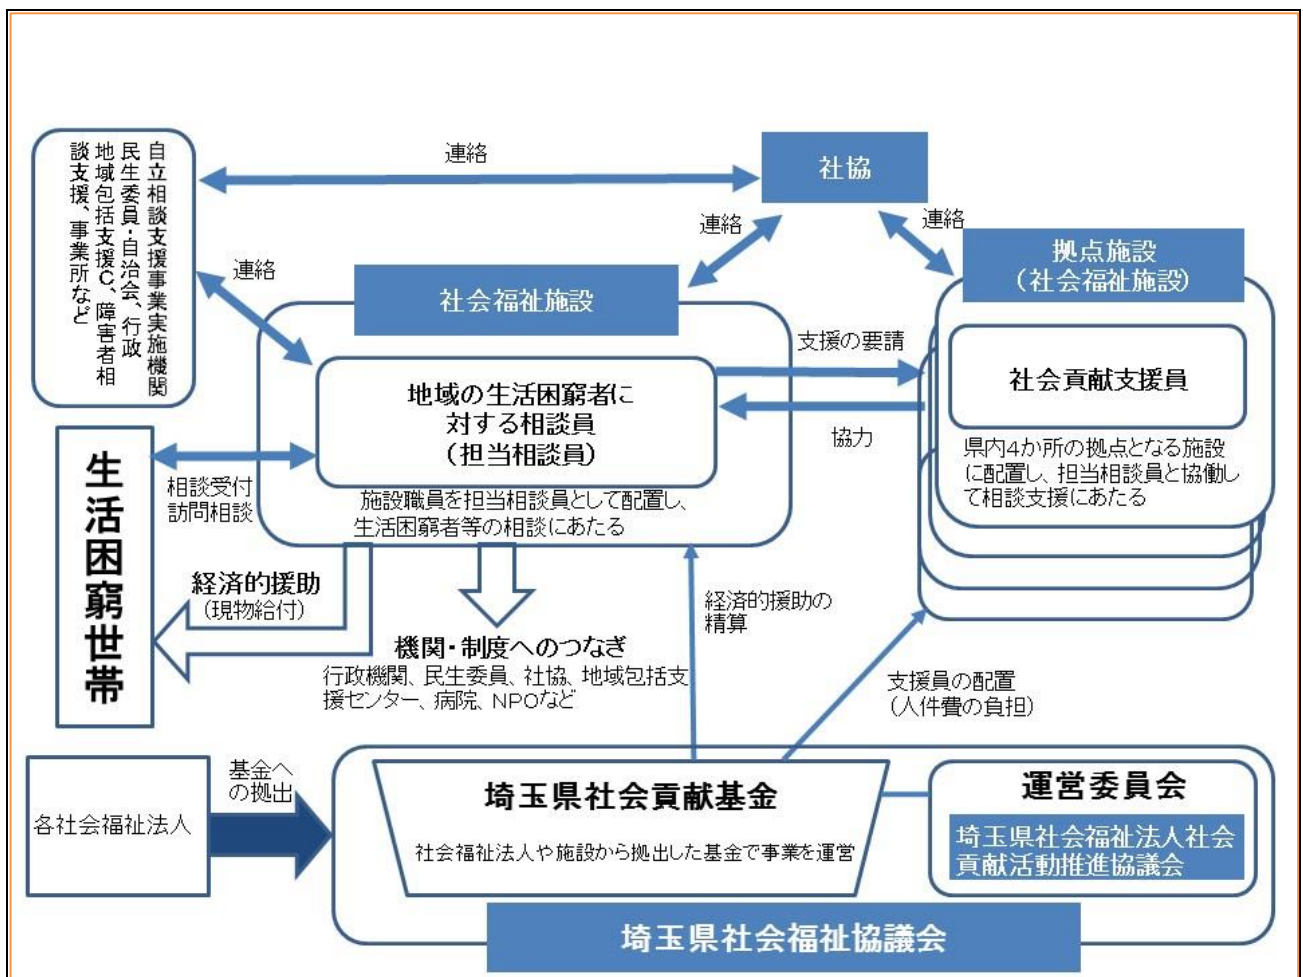 自立相談支援事業実施機関
民生委員・自治会、行政
地域包括支援C、障害者相
談支援、事業所など
連絡
社協
連絡
連絡
連絡
社会福祉施設
拠点施設
（社会福祉施設）
地域の生活困窮者に
対する相談員
（担当相談員）
支援の要請
協力
社会貢献支援員
県内4か所の拠点となる施設
に配置し、担当相談員と協働し
て相談支援にあたる
施設職員を担当相談員として配置し、
生活困窮者等の相談にあたる
生活困窮世帯
相談受付
訪問相談
経済的援助
（現物給付）
機関・制度へのつなぎ
行政機関、民生委員、社協、地域包括支
援センター、病院、NPOなど
経済的援助の
精算
支援員の配置
（人件費の負担）
各社会福祉法人
基金へ
の拠出
埼玉県社会貢献基金
社会福祉法人や施設から拠出した基金で事業を運営
運営委員会
埼玉県社会福祉法人社会
貢献活動推進協議会
埼玉県社会福祉協議会